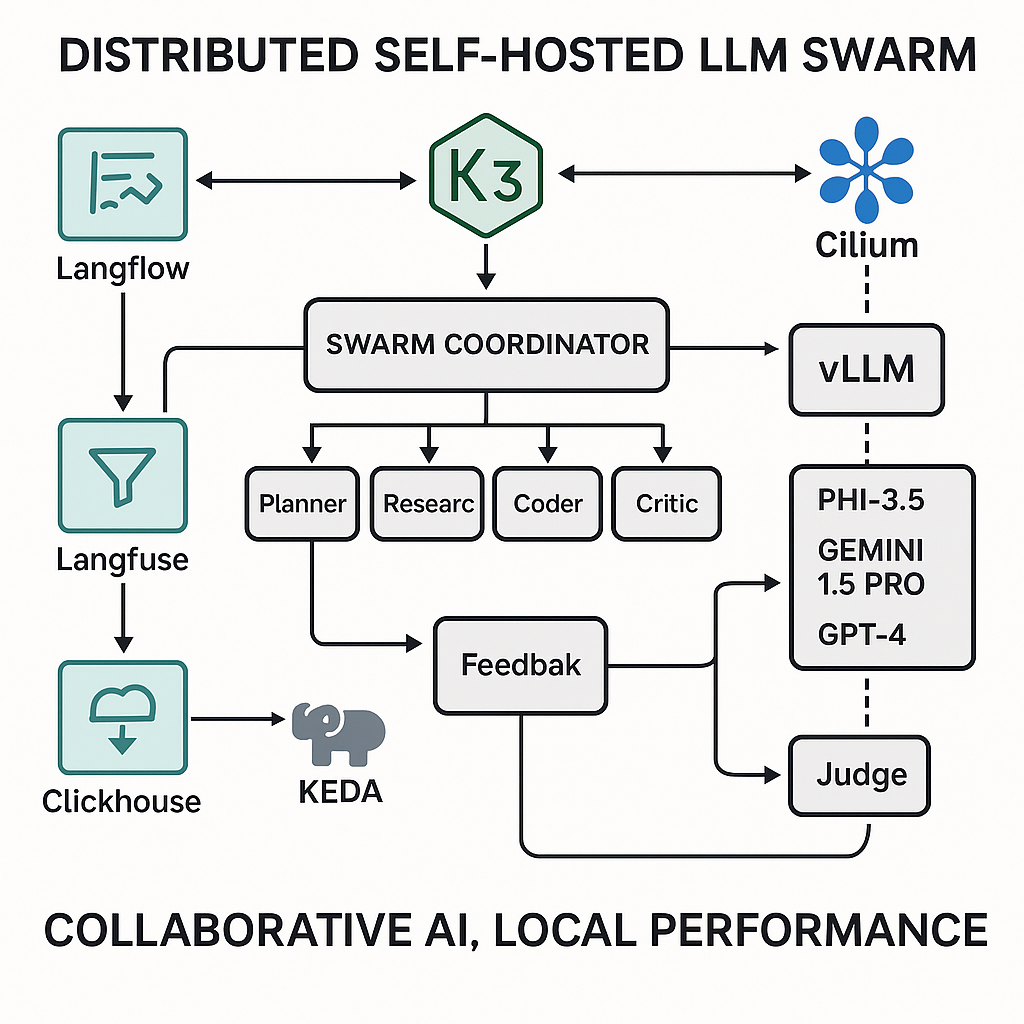 DISTRIBUTED SELF-HOSTED LLM SWARM
K3
Langflow
Cilium
SWARM COORDINATOR
vLLM
Planner
Researc
Coder
Critic
PHI-3.5
GEMINI
1.5 PRO
GPT-4
Langfuse
Feedbak
Judge
KEDA
Clickhouse
COLLABORATIVE AI, LOCAL PERFORMANCE